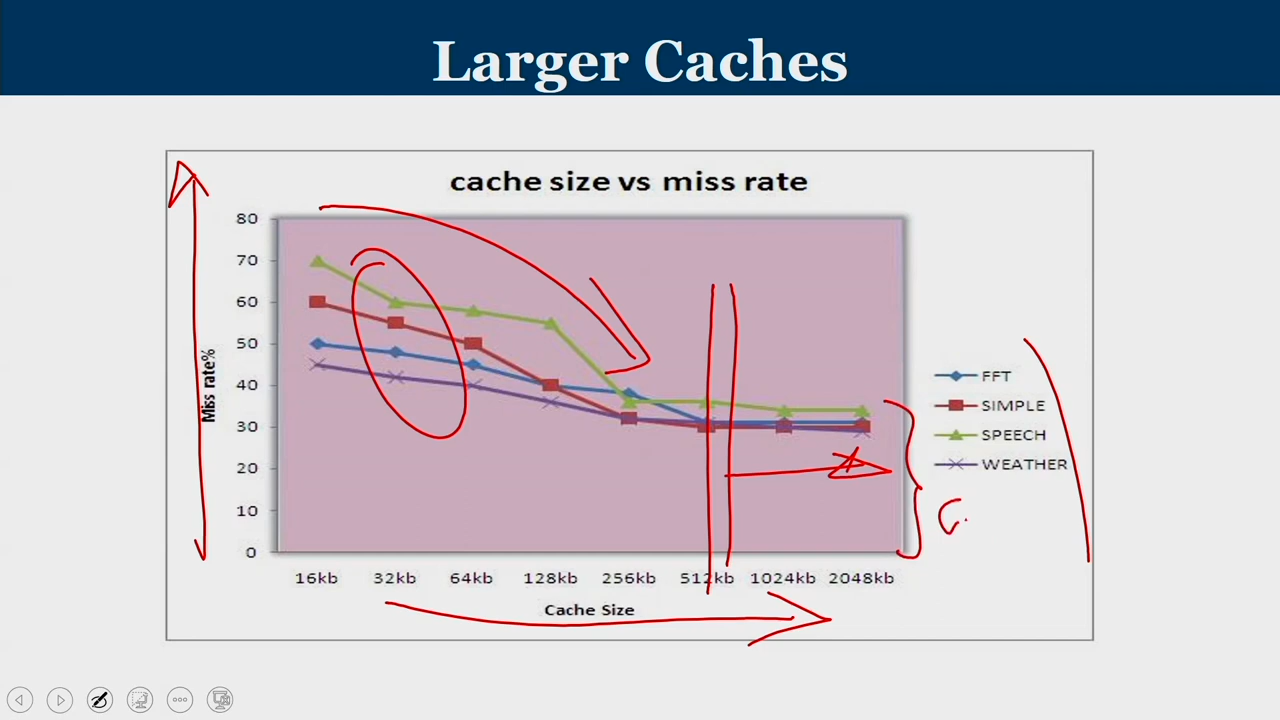 Larger Caches
cache size vs miss rate
80
70
60
50
40
30
20
10
0
Miss rate%
16kb 32kb 64kb 128kb 256kb 512kb 1024kb 2048kb
Cache Size
FFT
SIMPLE
SPEECH
WEATHER